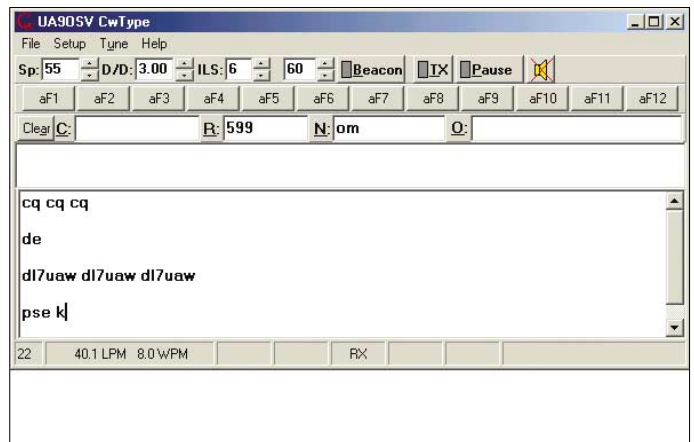 UA9OSV CwType
File Setup Tune Help
Sp: 55 D/D: 3.00 ILS: 6 60 Beacon TX Pause
aF1 aF2 aF3 aF4 aF5 aF6 aF7 aF8 aF9 aF10 aF11 aF12
Clear C: R: 599 N: om O:
cq cq cq
de
dl7uaw dl7uaw dl7uaw
pse k
22 40.1 LPM 8.0 WPM RX